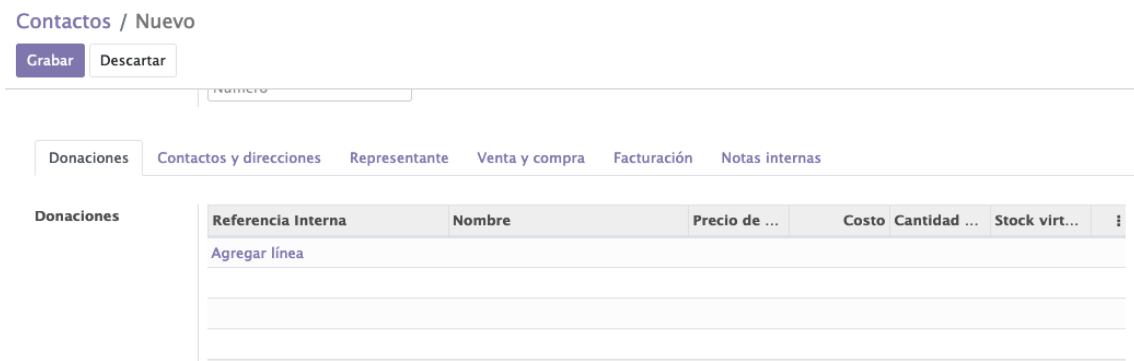 Contactos / Nuevo
Grabar Descartar
Número
Donaciones Contactos y direcciones Representante Venta y compra Facturación Notas internas
Donaciones
Referencia Interna Nombre Precio de ... Costo Cantidad ... Stock virt...
Agregar línea